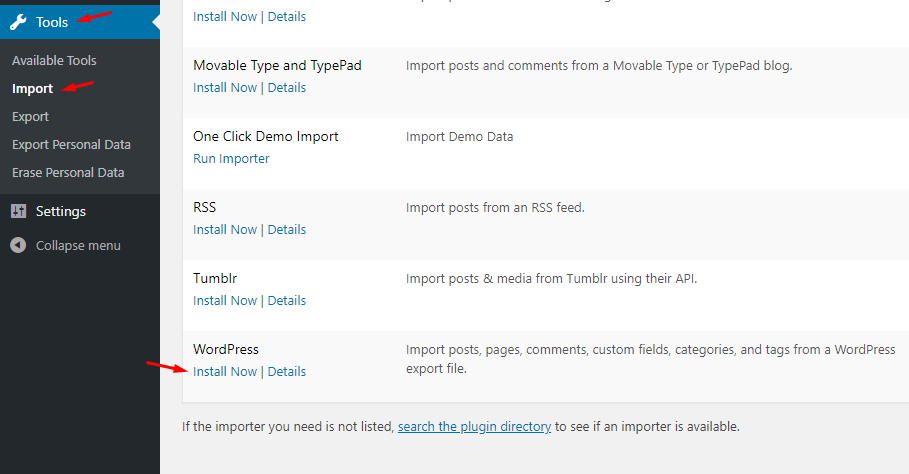 Tools
Available Tools
Import
Export
Export Personal Data
Erase Personal Data
Settings
Collapse menu
Install Now | Details
Movable Type and TypePad
Import posts and comments from a Movable Type or TypePad blog.
Install Now | Details
One Click Demo Import
Import Demo Data
Run Importer
RSS
Import posts from an RSS feed.
Install Now | Details
Tumblr
Import posts & media from Tumblr using their API.
Install Now | Details
WordPress
Import posts, pages, comments, custom fields, categories, and tags from a WordPress
export file.
Install Now | Details
If the importer you need is not listed, search the plugin directory to see if an importer is available.